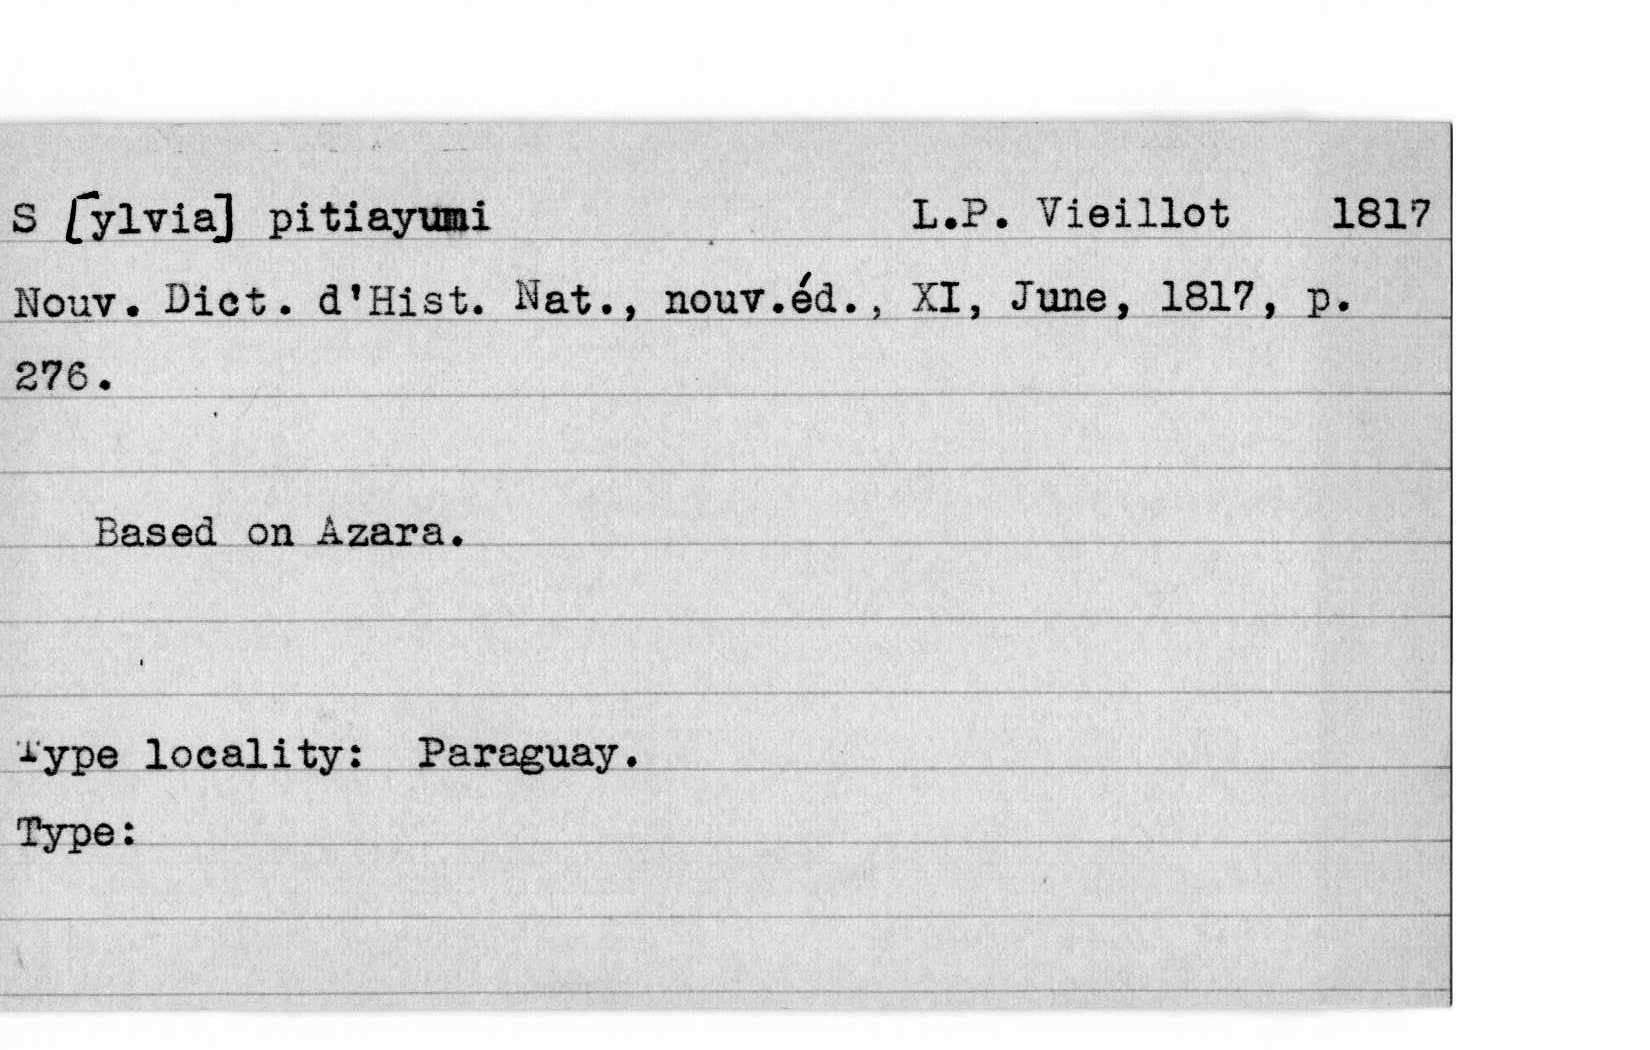 S [ylvia] pitiayumi L.P. Vieillot 1817
Nouv. Dict. d'Hist. Nat., nouv.éd., XI, June, 1817, p.
276.
Based on Azara.
Type locality: Paraguay.
Type: